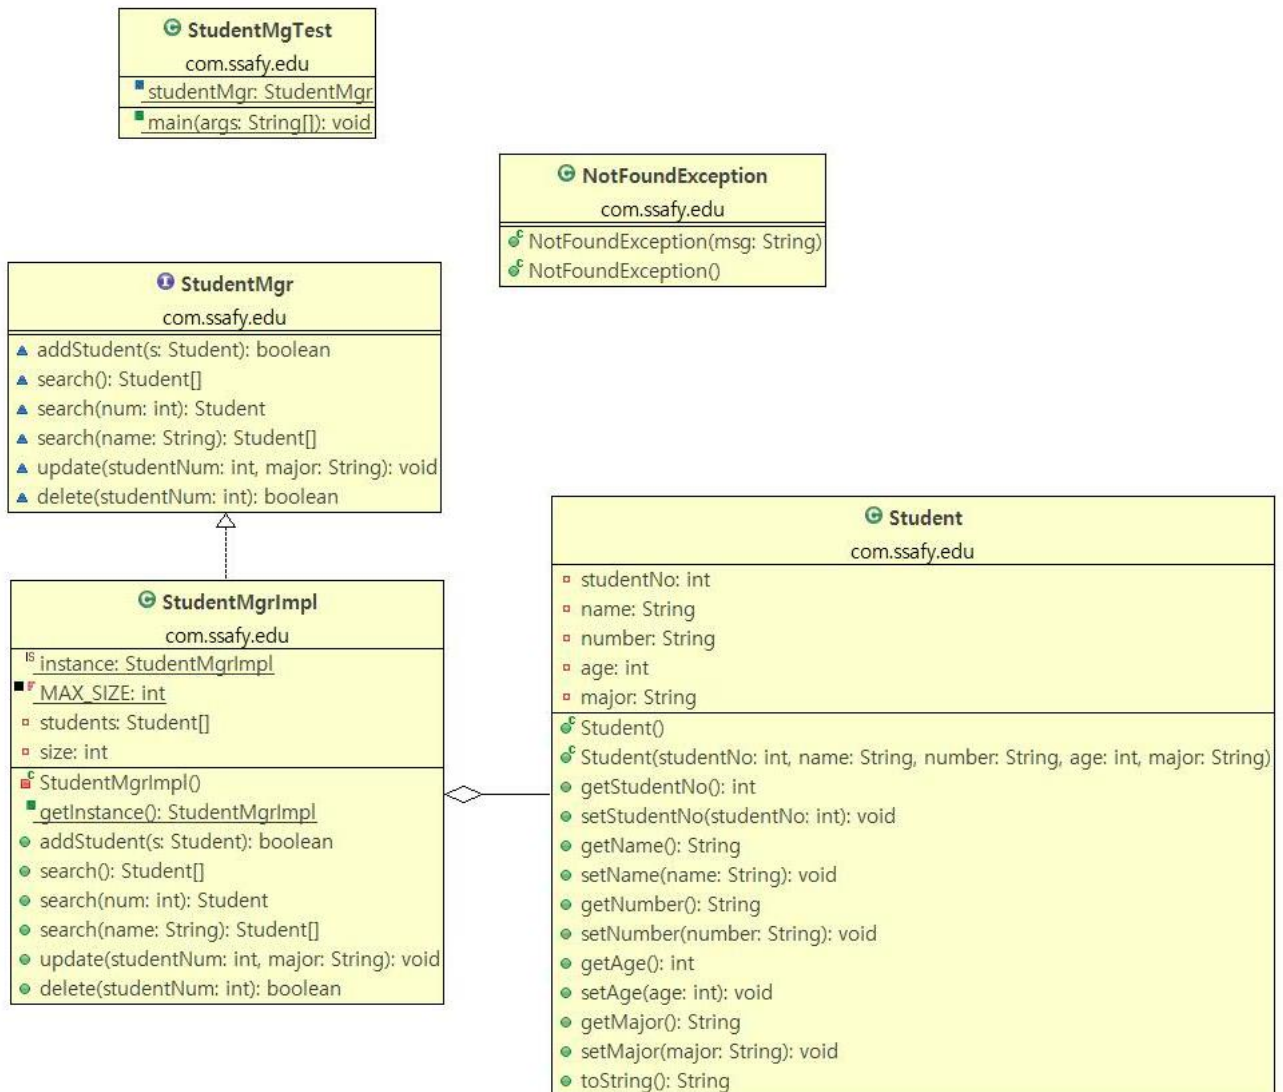 StudentMgTest
com.ssafy.edu
studentMgr: StudentMgr
main(args: String[]): void
NotFoundException
com.ssafy.edu
NotFoundException(msg: String)
NotFoundException()
StudentMgr
com.ssafy.edu
addStudent(s: Student): boolean
search(): Student[]
search(num: int): Student
search(name: String): Student[]
update(studentNum: int, major: String): void
delete(studentNum: int): boolean
StudentMgrImpl
com.ssafy.edu
instance: StudentMgrImpl
MAX_SIZE: int
students: Student[]
size: int
StudentMgrImpl()
getInstance(): StudentMgrImpl
addStudent(s: Student): boolean
search(): Student[]
search(num: int): Student
search(name: String): Student[]
update(studentNum: int, major: String): void
delete(studentNum: int): boolean
Student
com.ssafy.edu
studentNo: int
name: String
number: String
age: int
major: String
Student()
Student(studentNo: int, name: String, number: String, age: int, major: String)
getStudentNo(): int
setStudentNo(studentNo: int): void
getName(): String
setName(name: String): void
getNumber(): String
setNumber(number: String): void
getAge(): int
setAge(age: int): void
getMajor(): String
setMajor(major: String): void
toString(): String